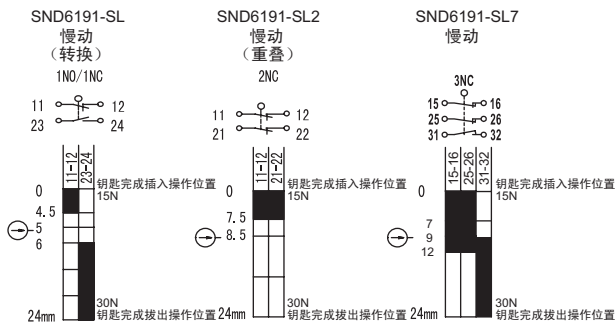 SND6191-SL
慢动
（转换）
1NO/1NC
11 12
23 24
11-12
23-24
0
4.5
5
6
24mm
钥匙完成插入操作位置
15N
30N
钥匙完成拔出操作位置
SND6191-SL2
慢动
（重叠）
2NC
11 12
21 22
11-12
21-22
0
7.5
8.5
24mm
钥匙完成插入操作位置
15N
30N
钥匙完成拔出操作位置
SND6191-SL7
慢动
3NC
15 16
25 26
31 32
15-16
25-26
31-32
0
7
9
12
24mm
钥匙完成插入操作位置
15N
30N
钥匙完成拔出操作位置